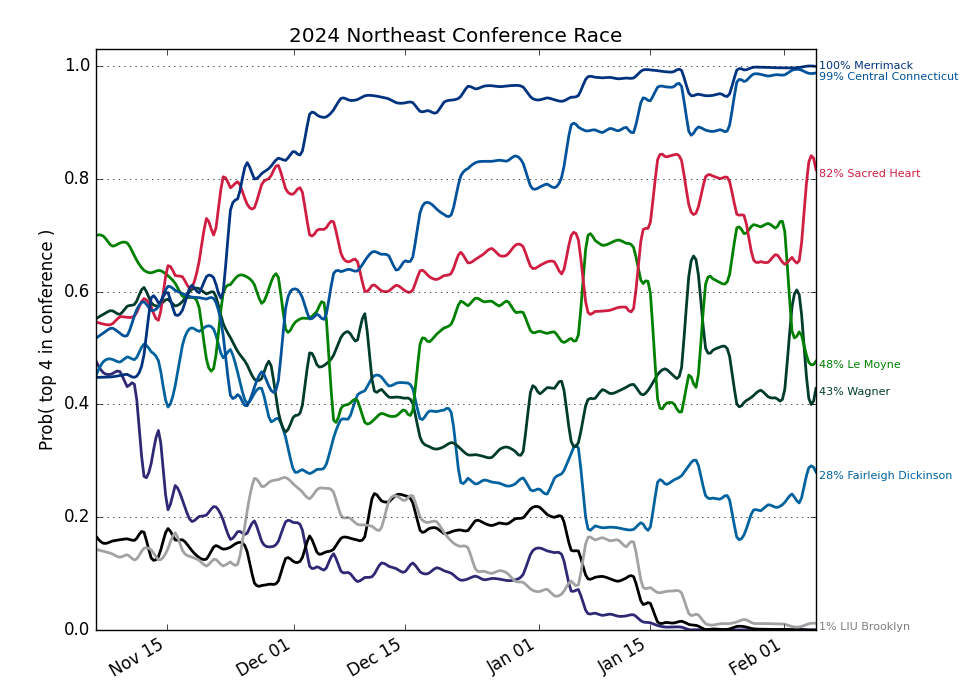 2024 Northeast Conference Race
Prob( top 4 in conference )
1.0
0.8
0.6
0.4
0.2
0.0
100% Merrimack
99% Central Connecticut
82% Sacred Heart
48% Le Moyne
43% Wagner
28% Fairleigh Dickinson
1% LIU Brooklyn
Nov 15
Dec 01
Dec 15
Jan 01
Jan 15
Feb 01